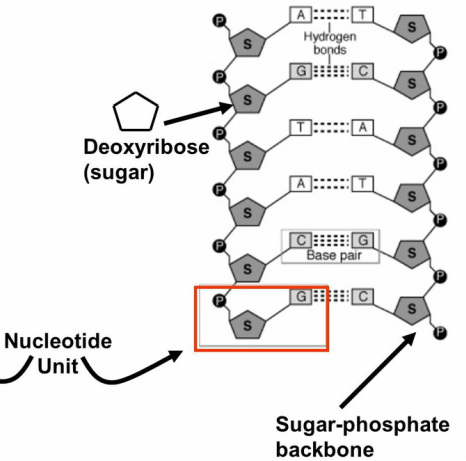 P A T S
Hydrogen
bonds
S P
P G C S
S P
Deoxyribose
(sugar)
P T A S
S P
P A T S
S P
P C G S
Base pair
S P
P G C S
S P
Nucleotide
Unit
Sugar-phosphate
backbone